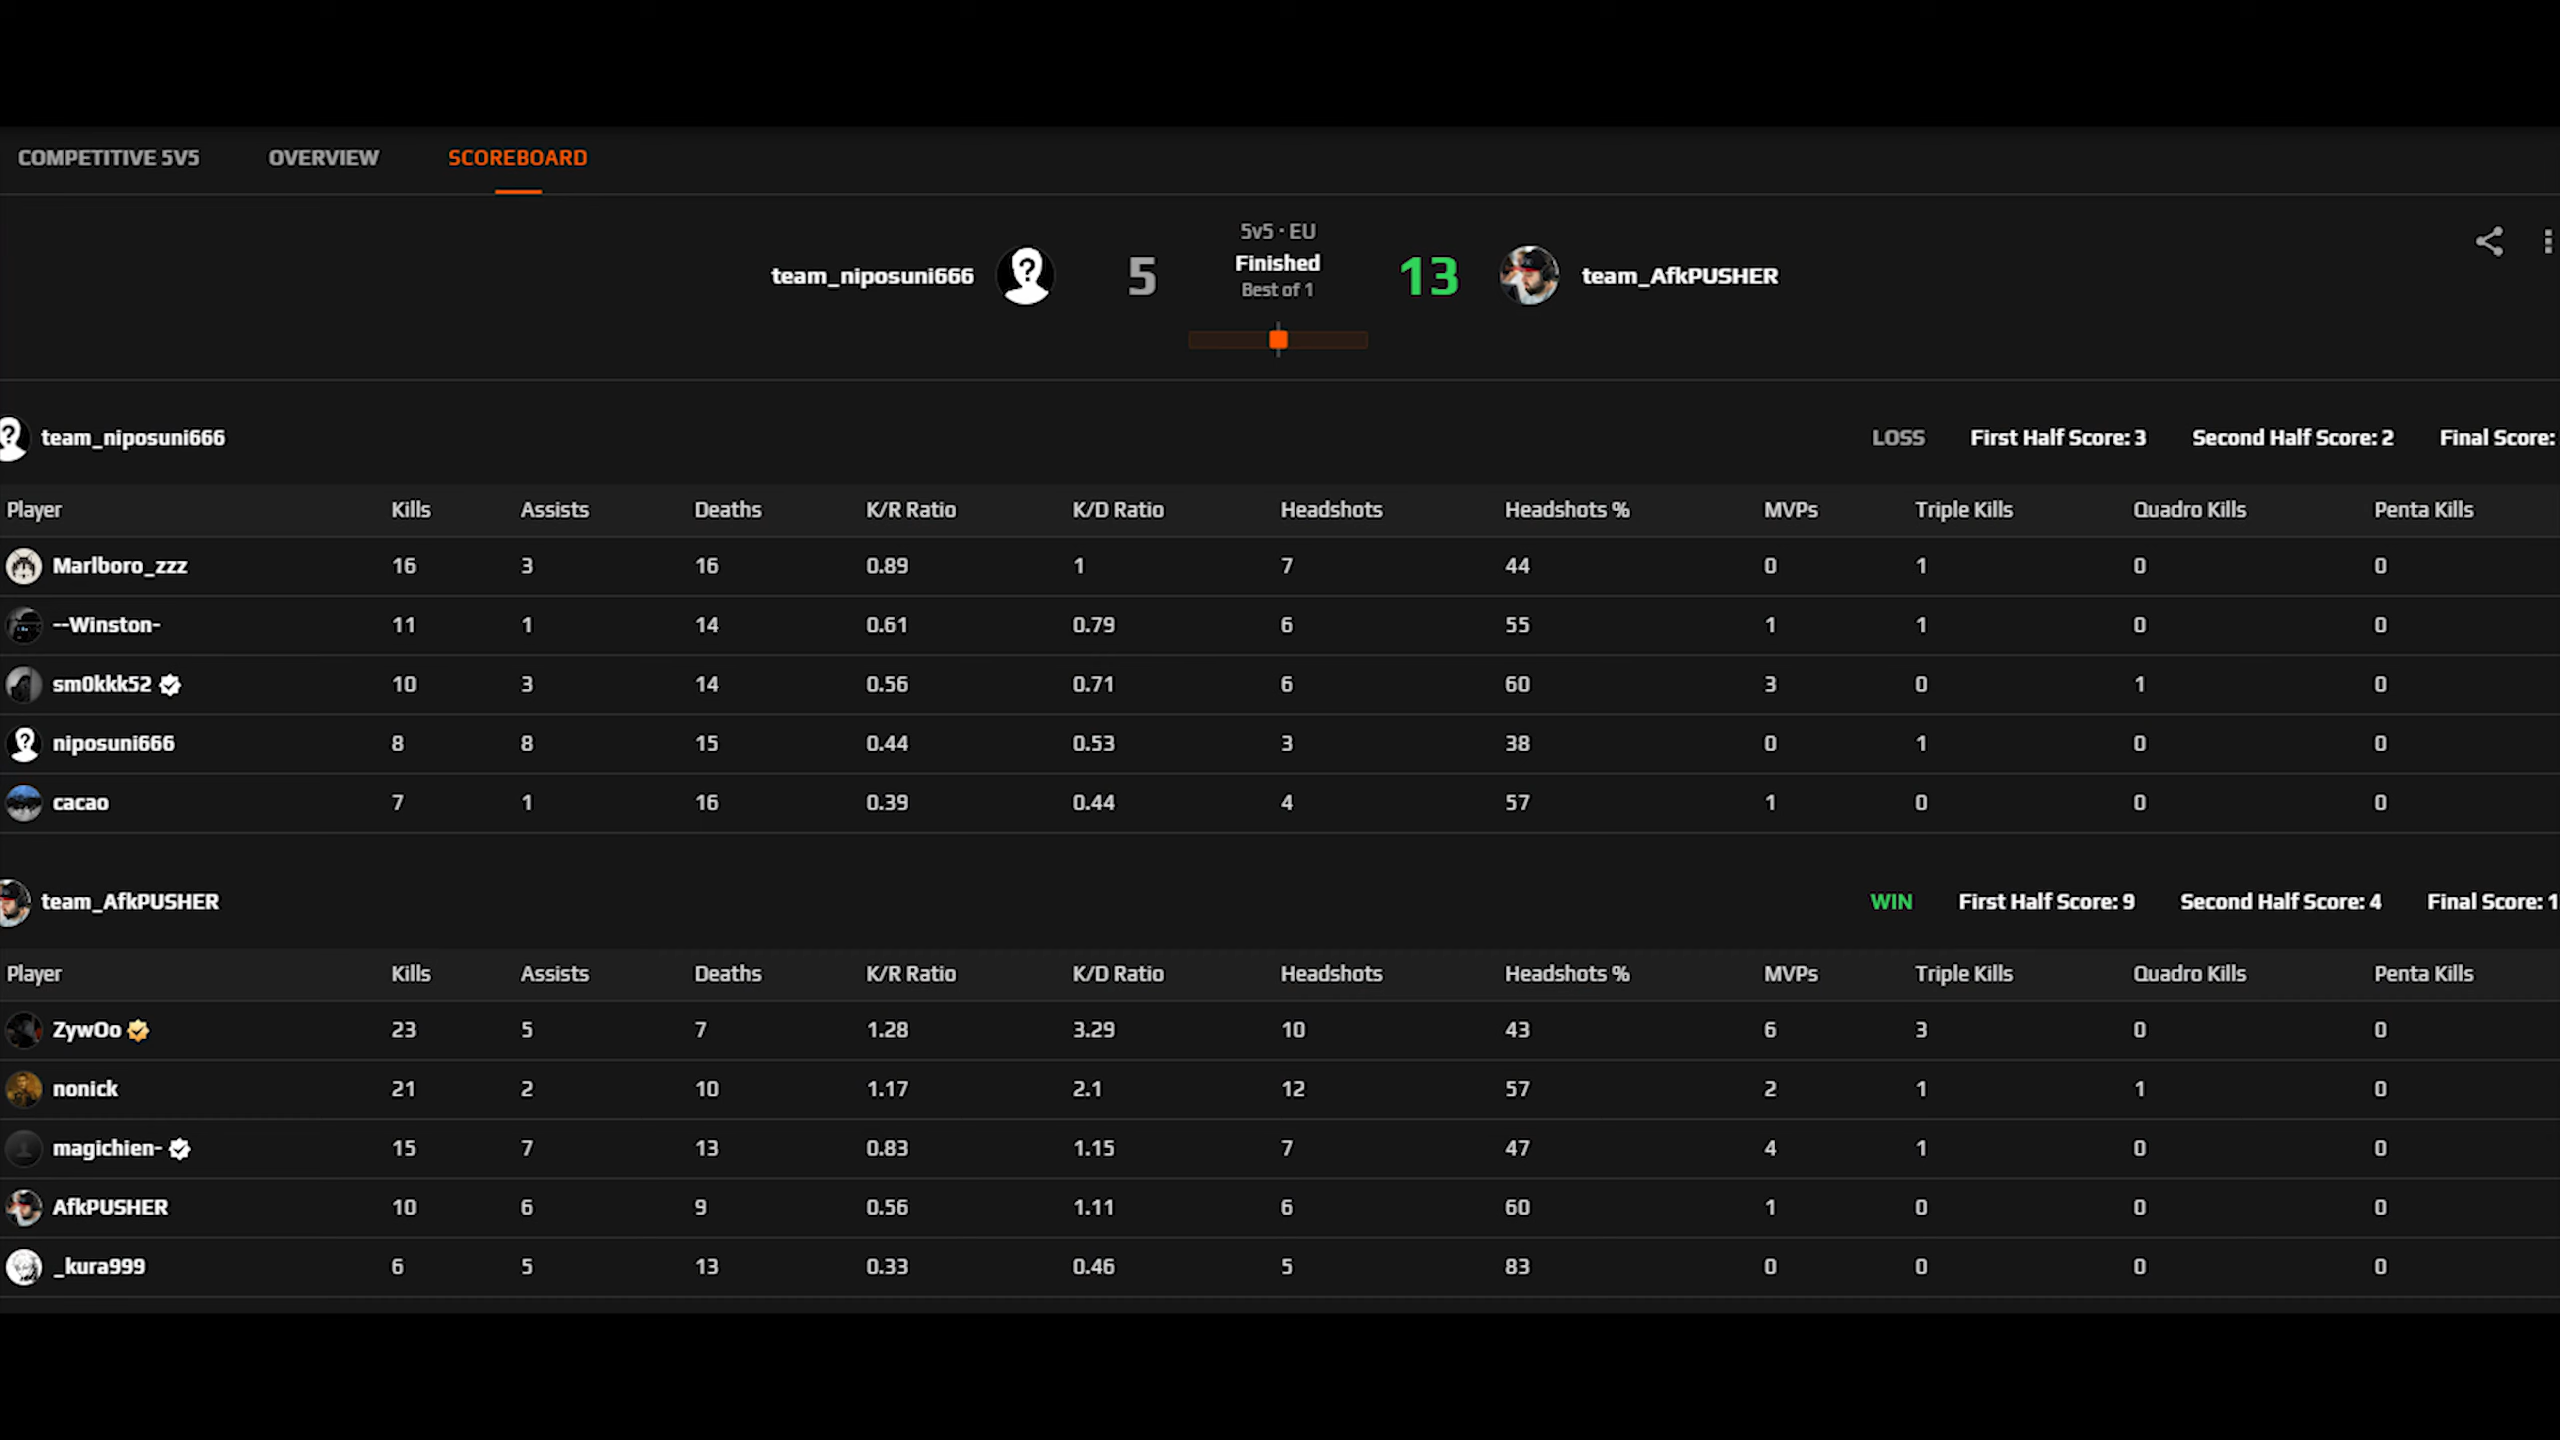 COMPETITIVE 5V5 OVERVIEW SCOREBOARD
5v5 · EU
team_niposuni666 5 Finished 13 team_AfkPUSHER
Best of 1
team_niposuni666 LOSS First Half Score: 3 Second Half Score: 2 Final Score:
Player Kills Assists Deaths K/R Ratio K/D Ratio Headshots Headshots % MVPs Triple Kills Quadro Kills Penta Kills
Marlboro_zzz 16 3 16 0.89 1 7 44 0 1 0 0
--Winston- 11 1 14 0.61 0.79 6 55 1 1 0 0
sm0kkk52 10 3 14 0.56 0.71 6 60 3 0 1 0
niposuni666 8 8 15 0.44 0.53 3 38 0 1 0 0
cacao 7 1 16 0.39 0.44 4 57 1 0 0 0
team_AfkPUSHER WIN First Half Score: 9 Second Half Score: 4 Final Score: 1
Player Kills Assists Deaths K/R Ratio K/D Ratio Headshots Headshots % MVPs Triple Kills Quadro Kills Penta Kills
ZywOo 23 5 7 1.28 3.29 10 43 6 3 0 0
nonick 21 2 10 1.17 2.1 12 57 2 1 1 0
magichien- 15 7 13 0.83 1.15 7 47 4 1 0 0
AfkPUSHER 10 6 9 0.56 1.11 6 60 1 0 0 0
_kura999 6 5 13 0.33 0.46 5 83 0 0 0 0